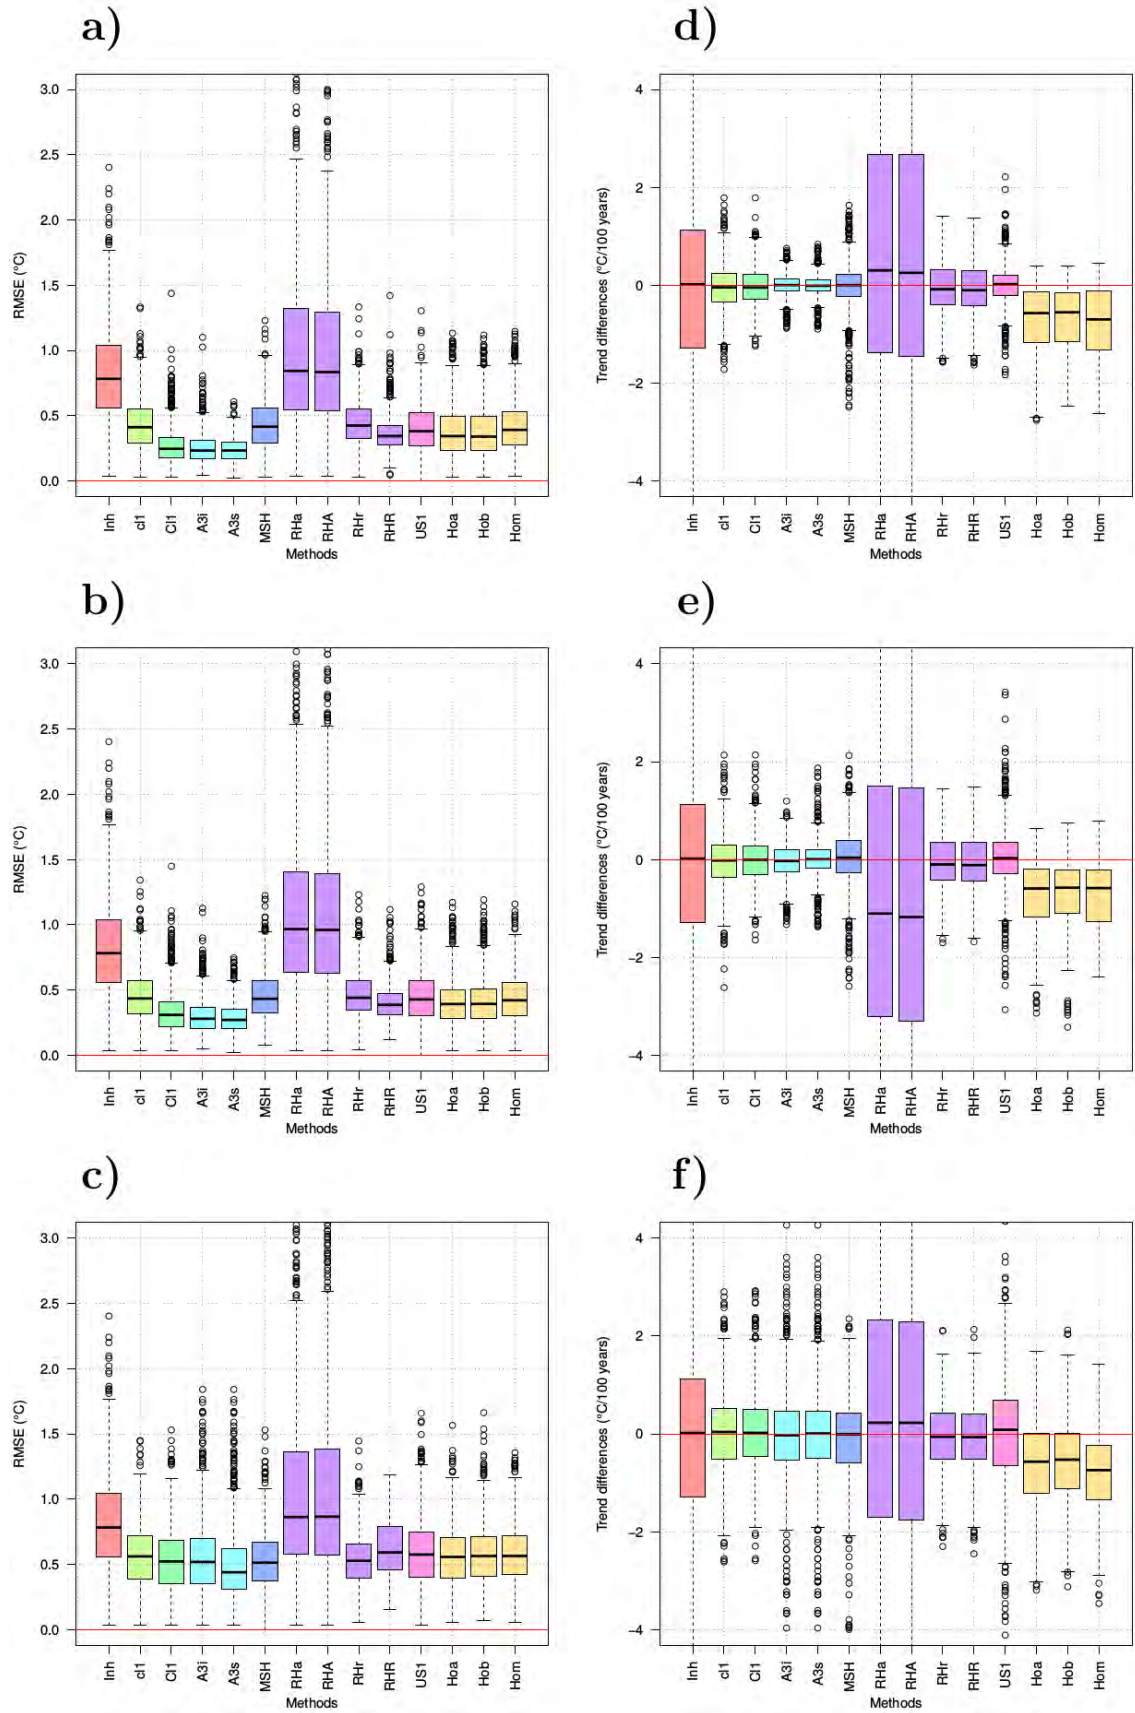 a)
3.0
2.5
2.0
1.5
1.0
0.5
0.0
RMSE (°C)
Inh
cl1
Cl1
A3i
A3s
MSH
RHa
RHA
RHr
RHR
US1
Hoa
Hob
Hom
Methods
d)
4
2
0
−2
−4
Trend differences (°C/100 years)
Inh
cl1
Cl1
A3i
A3s
MSH
RHa
RHA
RHr
RHR
US1
Hoa
Hob
Hom
Methods
b)
3.0
2.5
2.0
1.5
1.0
0.5
0.0
RMSE (°C)
Inh
cl1
Cl1
A3i
A3s
MSH
RHa
RHA
RHr
RHR
US1
Hoa
Hob
Hom
Methods
e)
4
2
0
−2
−4
Trend differences (°C/100 years)
Inh
cl1
Cl1
A3i
A3s
MSH
RHa
RHA
RHr
RHR
US1
Hoa
Hob
Hom
Methods
c)
3.0
2.5
2.0
1.5
1.0
0.5
0.0
RMSE (°C)
Inh
cl1
Cl1
A3i
A3s
MSH
RHa
RHA
RHr
RHR
US1
Hoa
Hob
Hom
Methods
f)
4
2
0
−2
−4
Trend differences (°C/100 years)
Inh
cl1
Cl1
A3i
A3s
MSH
RHa
RHA
RHr
RHR
US1
Hoa
Hob
Hom
Methods